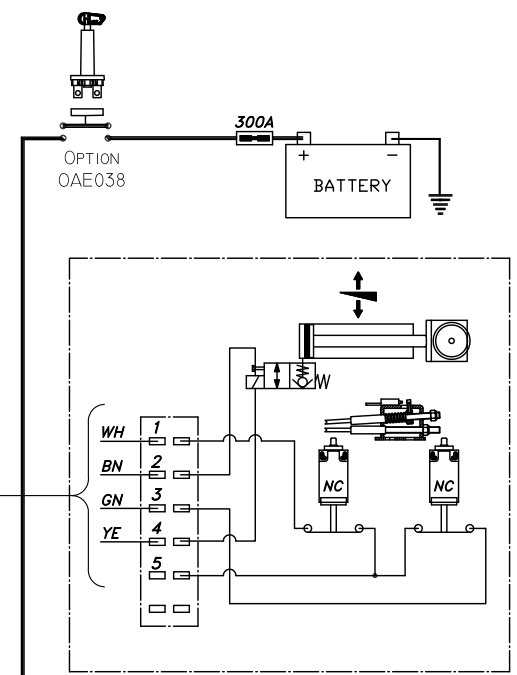 300A
OPTION
OAE038
+ −
BATTERY
WH 1
BN 2
GN 3
YE 4
5
NC NC